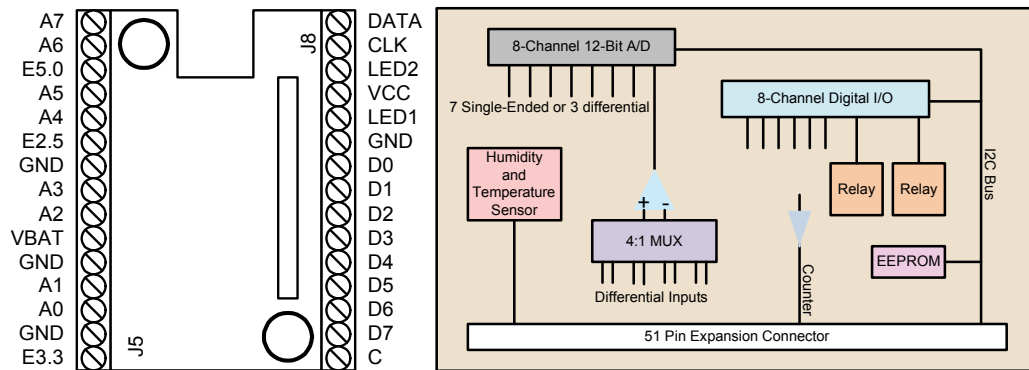 A7
A6
E5.0
A5
A4
E2.5
GND
A3
A2
VBAT
GND
A1
A0
GND
E3.3
J5
J8
DATA
CLK
LED2
VCC
LED1
GND
D0
D1
D2
D3
D4
D5
D6
D7
C
8-Channel 12-Bit A/D
7 Single-Ended or 3 differential
8-Channel Digital I/O
Humidity
and
Temperature
Sensor
+ -
4:1 MUX
Differential Inputs
Relay
Relay
I2C Bus
EEPROM
Counter
51 Pin Expansion Connector